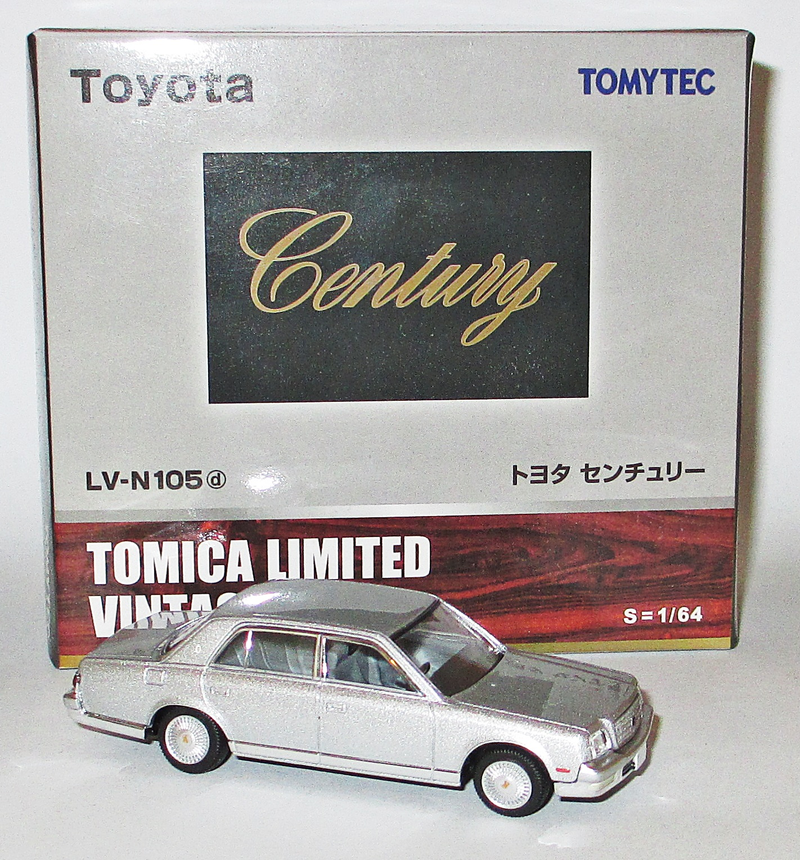 Toyota
TOMYTEC
Century
LV-N105ⓓ
トヨタ センチュリー
TOMICA LIMITED
S=1/64